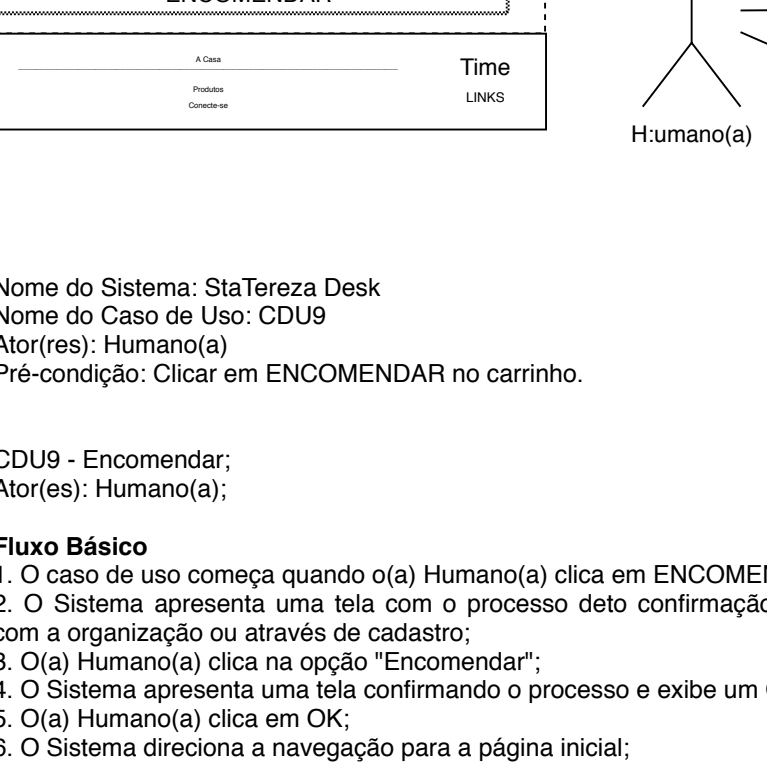 ENCOMENDAR
A Casa
Time
Produtos
LINKS
Conecte-se
H:umano(a)
Nome do Sistema: StaTereza Desk
Nome do Caso de Uso: CDU9
Ator(res): Humano(a)
Pré-condição: Clicar em ENCOMENDAR no carrinho.
CDU9 - Encomendar;
Ator(es): Humano(a);
Fluxo Básico
1. O caso de uso começa quando o(a) Humano(a) clica em
2. O Sistema apresenta uma tela com o processo deto confirmação
com a organização ou através de cadastro;
3. O(a) Humano(a) clica na opção "Encomendar";
4. O Sistema apresenta uma tela confirmando o processo e exibe um
5. O(a) Humano(a) clica em OK;
6. O Sistema direciona a navegação para a página inicial;